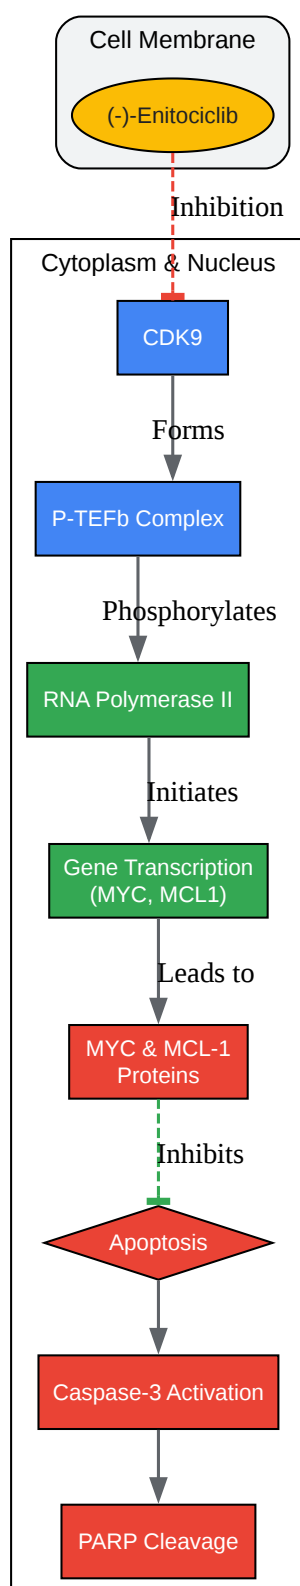 Cell Membrane
(-)-Enitociclib
Inhibition
Cytoplasm & Nucleus
CDK9
Forms
P-TEFb Complex
Phosphorylates
RNA Polymerase II
Initiates
Gene Transcription
(MYC, MCL1)
Leads to
MYC & MCL-1
Proteins
Inhibits
Apoptosis
Caspase-3 Activation
PARP Cleavage